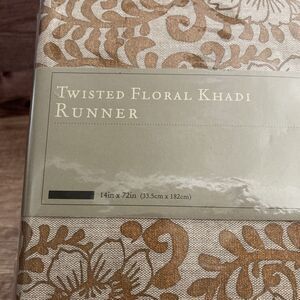 Twisted Floral Khadi
Runner
14in x 72in (35.5cm x 182cm)